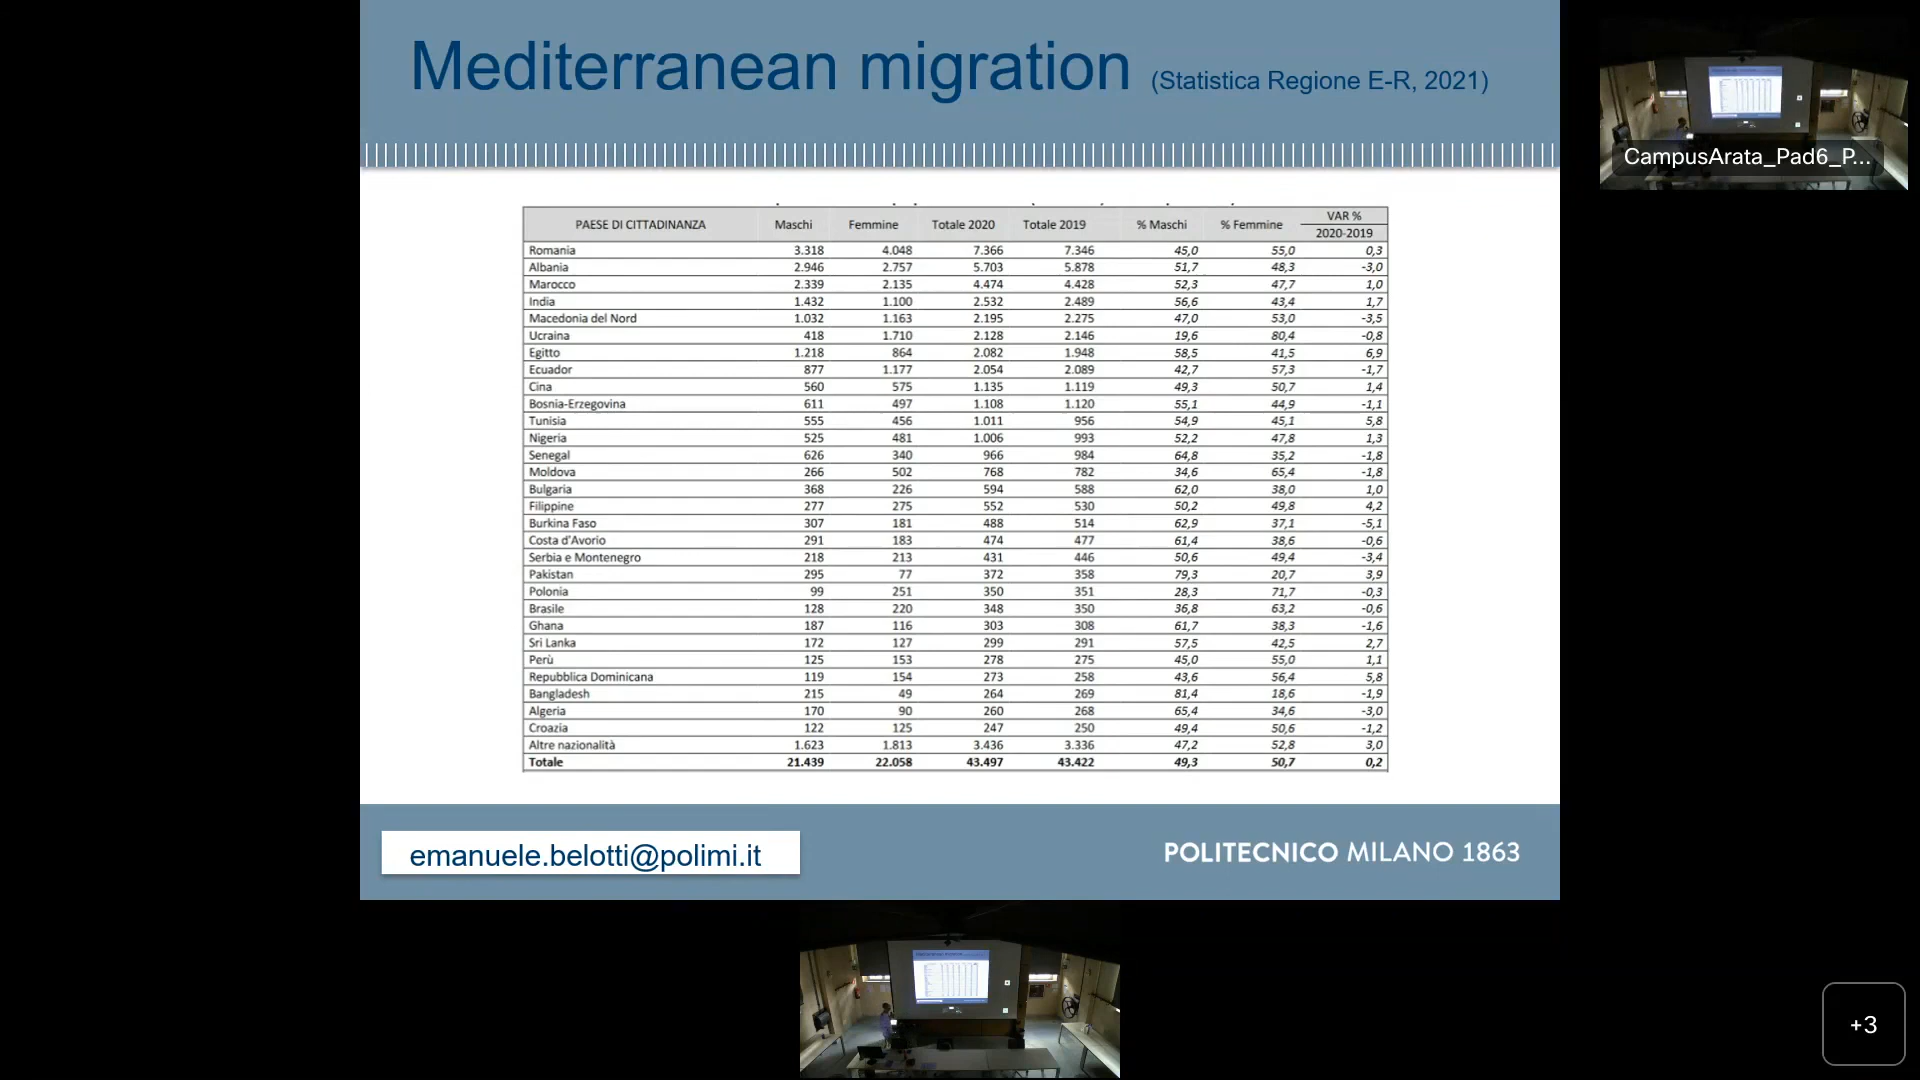 Mediterranean migration (Statistica Regione E-R, 2021)
CampusArata_Pad6_P...
PAESE DI CITTADINANZA Maschi Femmine Totale 2020 Totale 2019 % Maschi % Femmine VAR % 2020-2019
Romania 3.318 4.048 7.366 7.346 45,0 55,0 0,3
Albania 2.946 2.757 5.703 5.878 51,7 48,3 -3,0
Marocco 2.339 2.135 4.474 4.428 52,3 47,7 1,0
India 1.432 1.100 2.532 2.489 56,6 43,4 1,7
Macedonia del Nord 1.032 1.163 2.195 2.275 47,0 53,0 -3,5
Ucraina 418 1.710 2.128 2.146 19,6 80,4 -0,8
Egitto 1.218 864 2.082 1.948 58,5 41,5 6,9
Ecuador 877 1.177 2.054 2.089 42,7 57,3 -1,7
Cina 560 575 1.135 1.119 49,3 50,7 1,4
Bosnia-Erzegovina 611 497 1.108 1.120 55,1 44,9 -1,1
Tunisia 555 456 1.011 956 54,9 45,1 5,8
Nigeria 525 481 1.006 993 52,2 47,8 1,3
Senegal 626 340 966 984 64,8 35,2 -1,8
Moldova 266 502 768 782 34,6 65,4 -1,8
Bulgaria 368 226 594 588 62,0 38,0 1,0
Filippine 277 275 552 530 50,2 49,8 4,2
Burkina Faso 307 181 488 514 62,9 37,1 -5,1
Costa d'Avorio 291 183 474 477 61,4 38,6 -0,6
Serbia e Montenegro 218 213 431 446 50,6 49,4 -3,4
Pakistan 295 77 372 358 79,3 20,7 3,9
Polonia 99 251 350 351 28,3 71,7 -0,3
Brasile 128 220 348 350 36,8 63,2 -0,6
Ghana 187 116 303 308 61,7 38,3 -1,6
Sri Lanka 172 127 299 291 57,5 42,5 2,7
Perù 125 153 278 275 45,0 55,0 1,1
Repubblica Dominicana 119 154 273 258 43,6 56,4 5,8
Bangladesh 215 49 264 269 81,4 18,6 -1,9
Algeria 170 90 260 268 65,4 34,6 -3,0
Croazia 122 125 247 250 49,4 50,6 -1,2
Altre nazionalità 1.623 1.813 3.436 3.336 47,2 52,8 3,0
Totale 21.439 22.058 43.497 43.422 49,3 50,7 0,2
emanuele.belotti@polimi.it
POLITECNICO MILANO 1863
+3